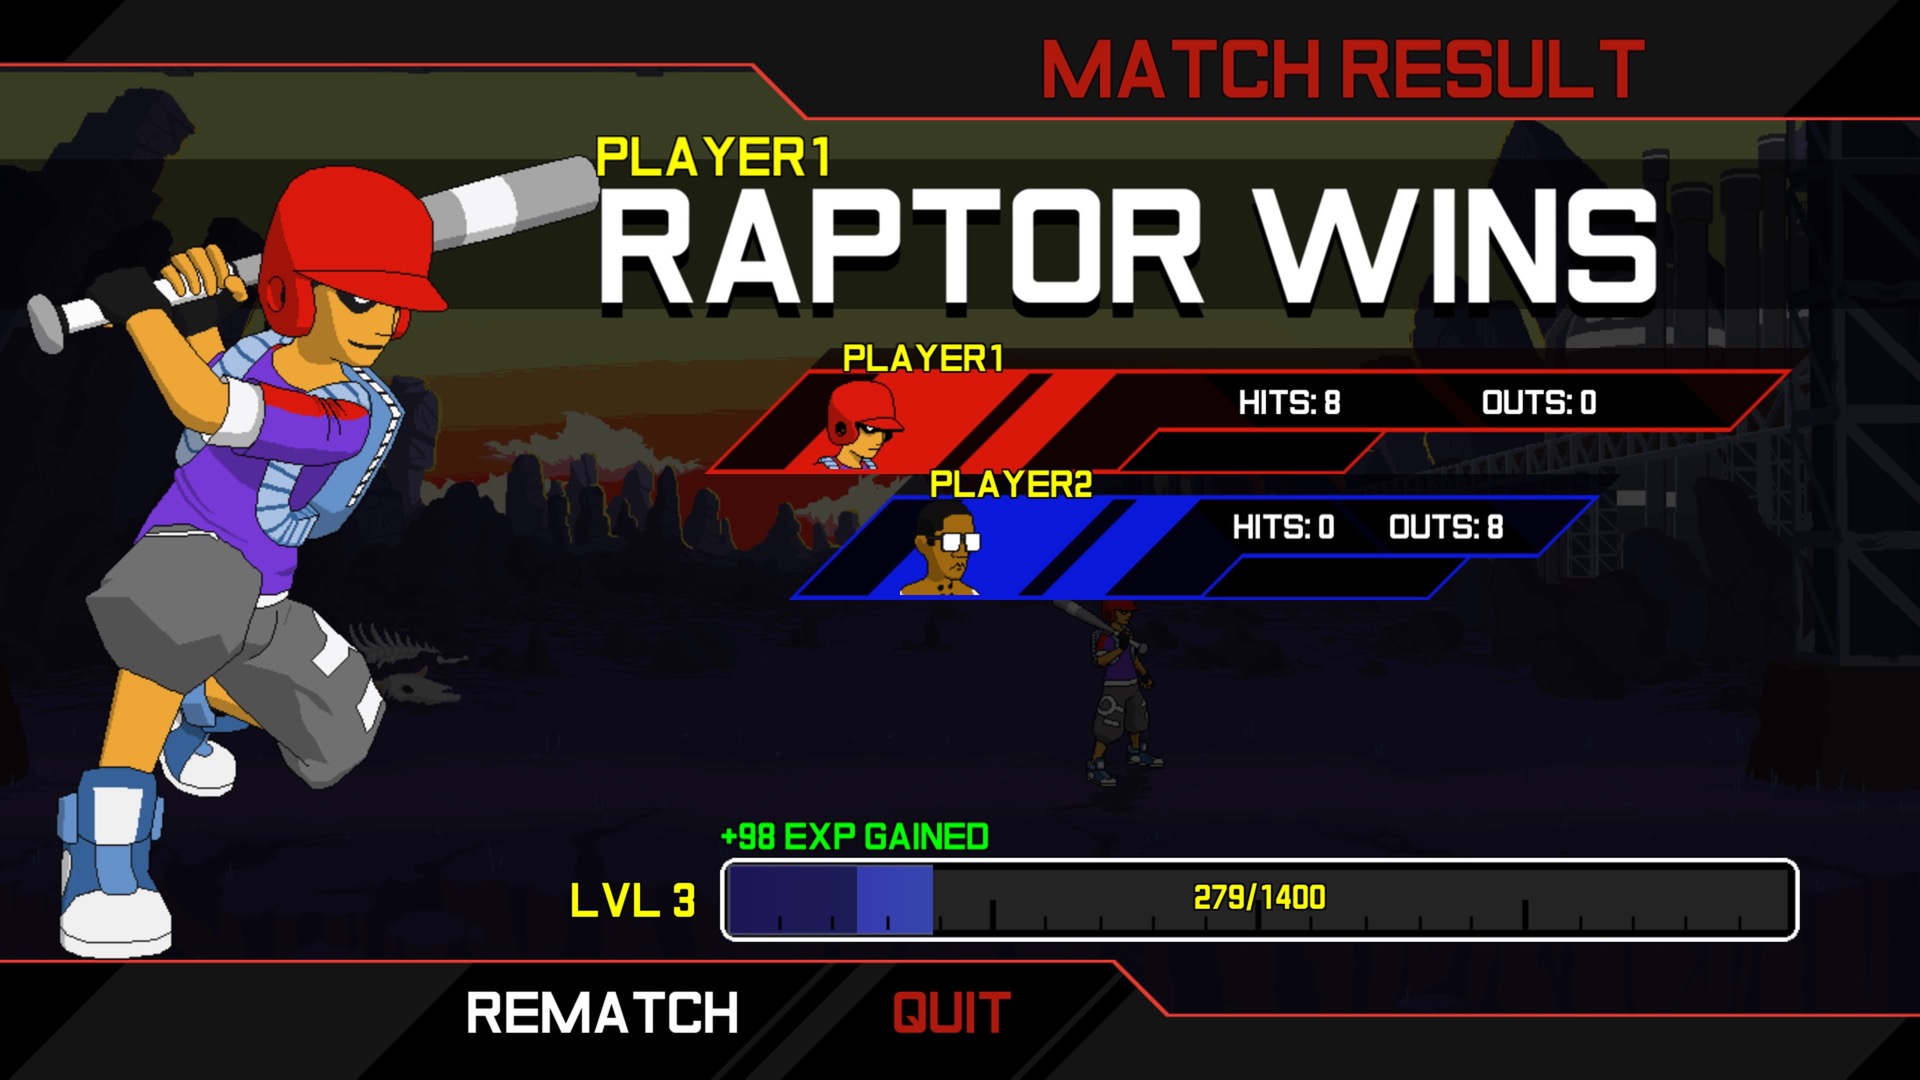 MATCH RESULT
PLAYER1
RAPTOR WINS
PLAYER1
HITS: 8 OUTS: 0
PLAYER2
HITS: 0 OUTS: 8
+98 EXP GAINED
LVL 3 279/1400
REMATCH QUIT